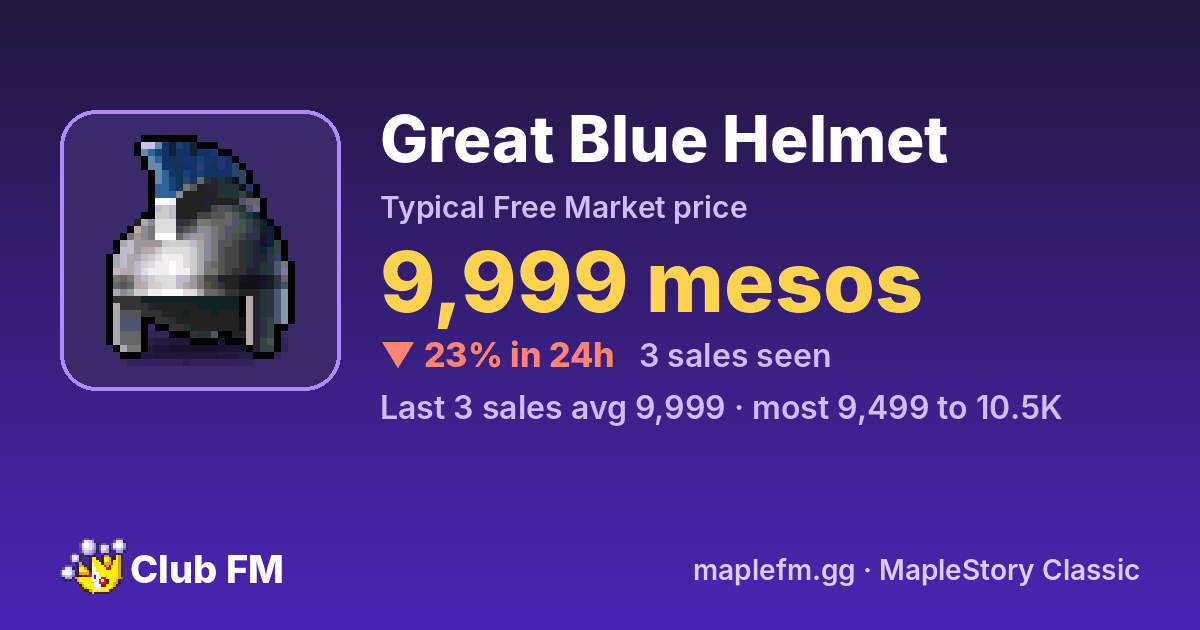 Great Blue Helmet
Typical Free Market price
9,999 mesos
▼ 23% in 24h 3 sales seen
Last 3 sales avg 9,999 · most 9,499 to 10.5K
Club FM
maplefm.gg · MapleStory Classic